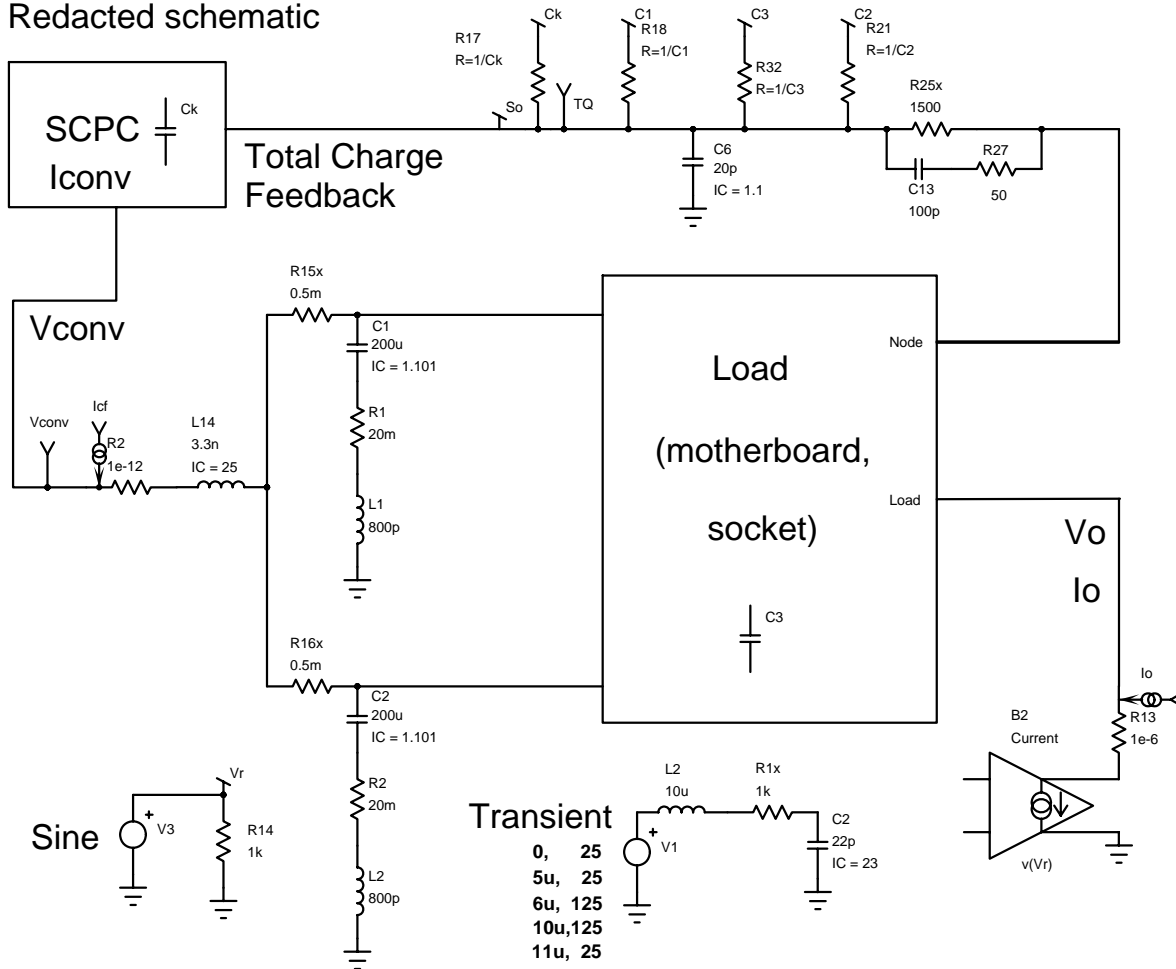 Redacted schematic
Ck
SCPC
Iconv
Total Charge
Feedback
R17
R=1/Ck
Ck
So
TQ
C1
R18
R=1/C1
C3
R32
R=1/C3
C2
R21
R=1/C2
C6
20p
IC = 1.1
R25x
1500
C13
100p
R27
50
Vconv
Vconv
Icf
R2
1e-12
L14
3.3n
IC = 25
R15x
0.5m
C1
200u
IC = 1.101
R1
20m
L1
800p
R16x
0.5m
C2
200u
IC = 1.101
R2
20m
L2
800p
Load
(motherboard,
socket)
Node
Load
C3
Vo
Io
Io
R13
1e-6
B2
Current
v(Vr)
Sine
V3
Vr
R14
1k
Transient
0, 25
5u, 25
6u, 125
10u,125
11u, 25
V1
L2
10u
R1x
1k
C2
22p
IC = 23